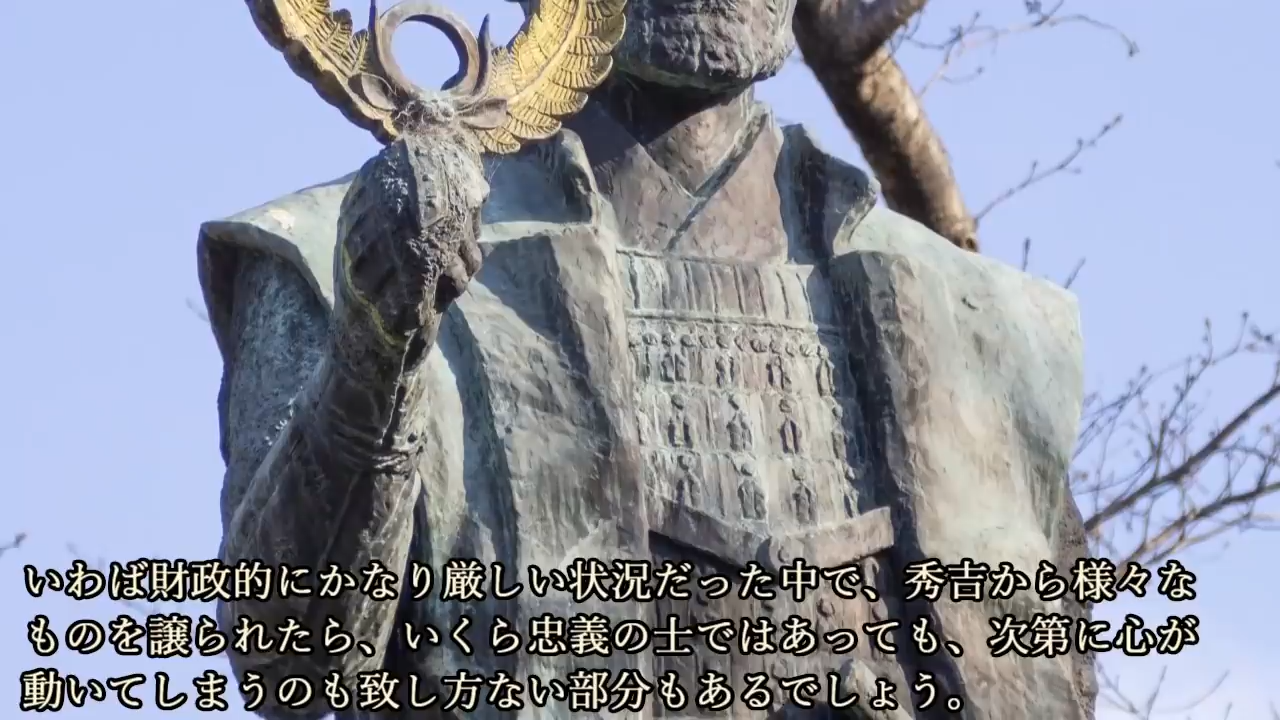 いわば財政的にかなり厳しい状況だった中で、秀吉から様々な
ものを譲られたら、いくら忠義の士ではあっても、次第に心が
動いてしまうのも致し方ない部分もあるでしょう。